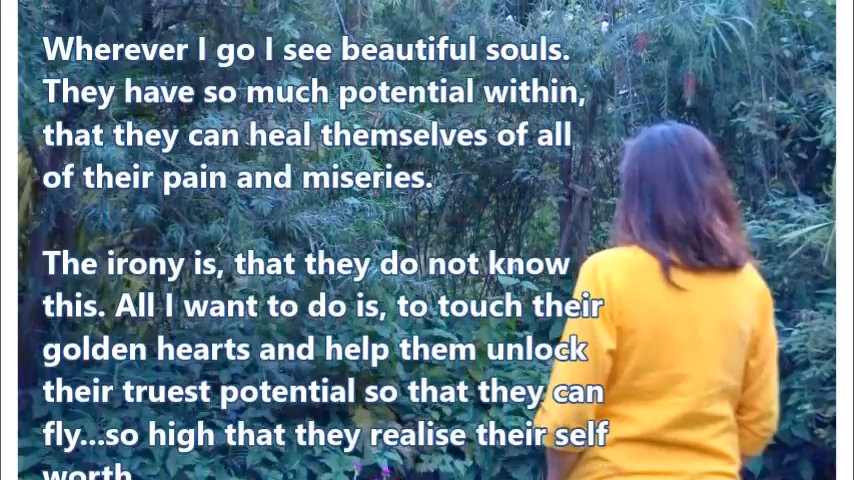 Wherever I go I see beautiful souls.
They have so much potential within,
that they can heal themselves of all
of their pain and miseries.
The irony is, that they do not know
this. All I want to do is, to touch their
golden hearts and help them unlock
their truest potential so that they can
fly...so high that they realise their self
worth